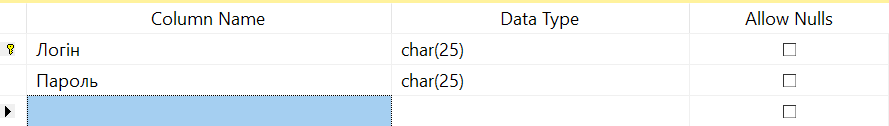 Column Name Data Type Allow Nulls
Логін char(25)
Пароль char(25)